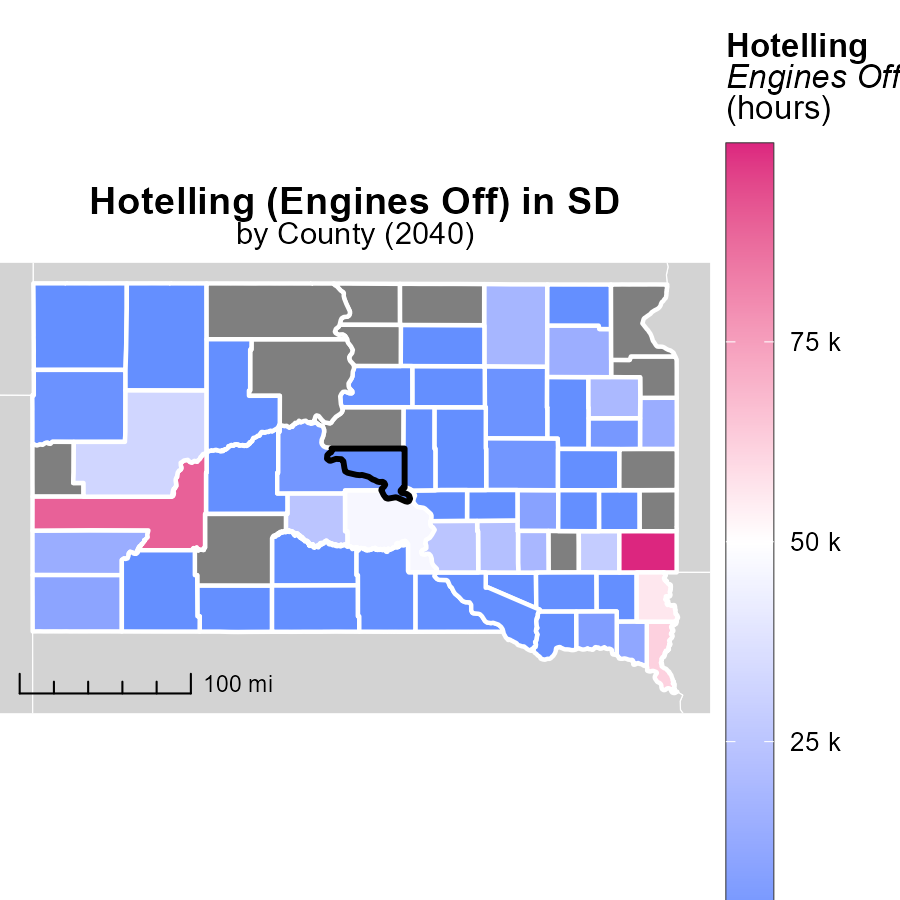 Hotelling
Engines Off
(hours)
Hotelling (Engines Off) in SD
by County (2040)
75 k
50 k
25 k
100 mi